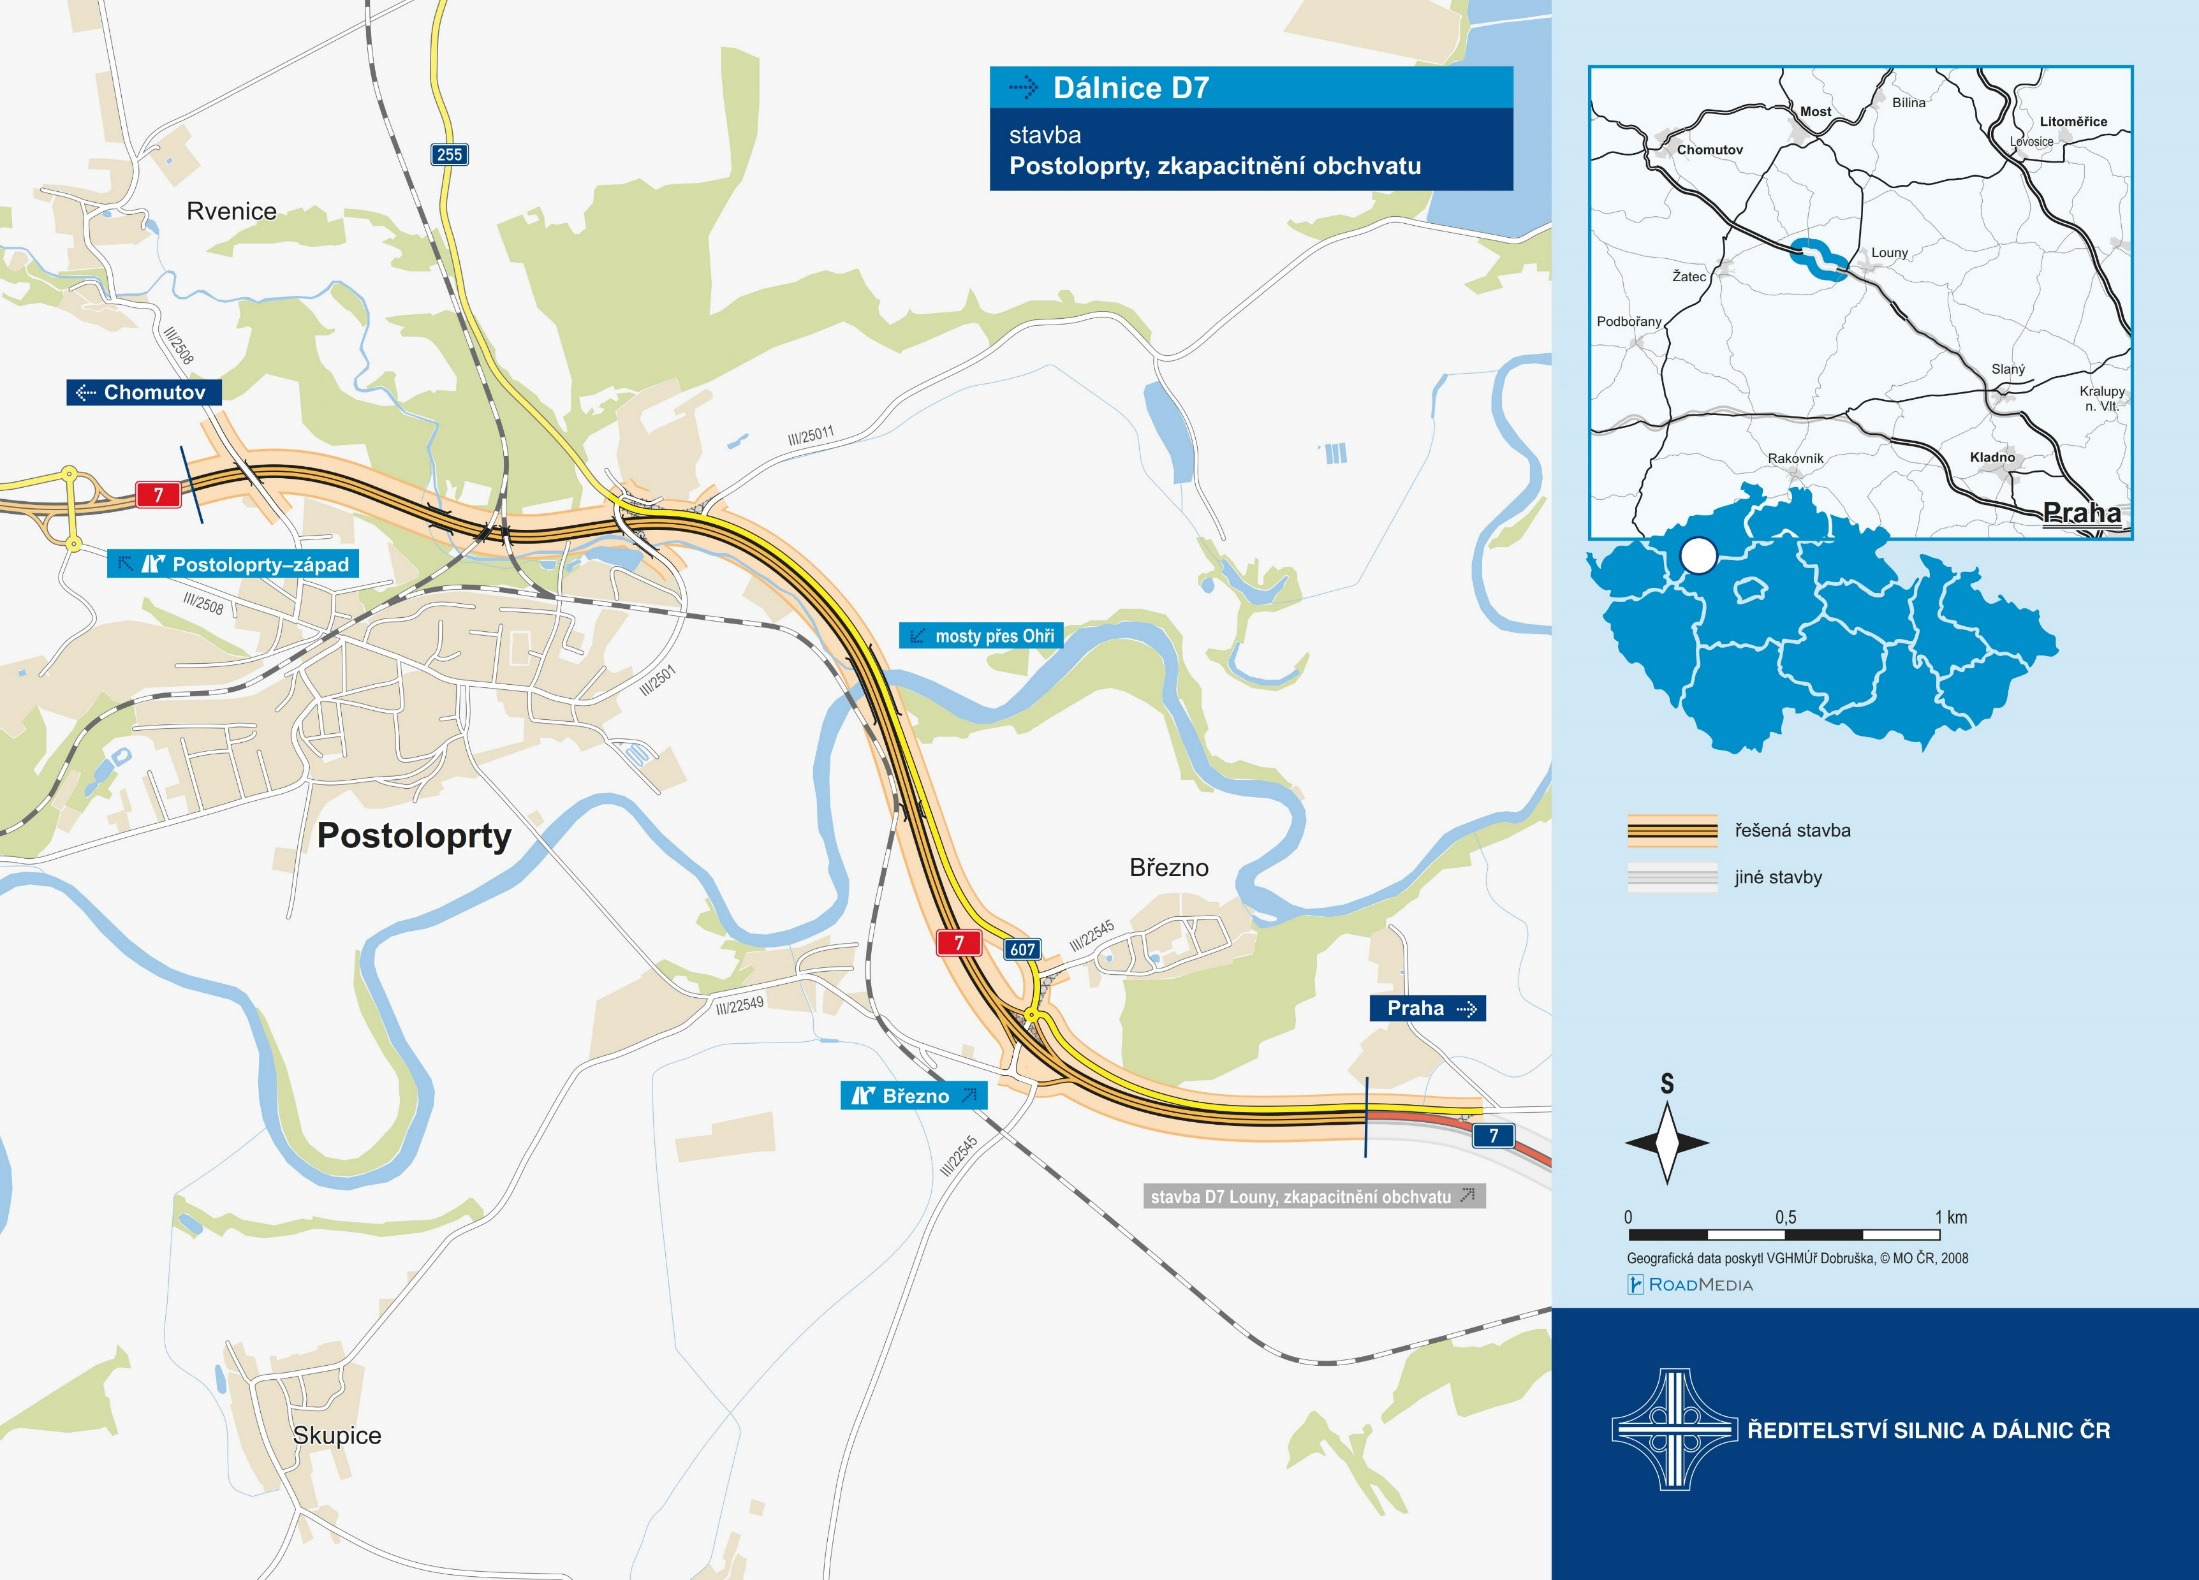 Dálnice D7
stavba
Postoloprty, zkapacitnění obchvatu
255
Rvenice
III/2508
Chomutov
7
Postoloprty–západ
III/2508
III/25011
mosty přes Ohři
III/2501
Postoloprty
Březno
7
607
III/22545
III/22549
Praha
Březno
7
III/22545
stavba D7 Louny, zkapacitnění obchvatu
Skupice
Most
Bílina
Litoměřice
Lovosice
Chomutov
Louny
Žatec
Podbořany
Slaný
Kralupy
n. Vlt.
Rakovník
Kladno
Praha
řešená stavba
jiné stavby
S
0 0,5 1 km
Geografická data poskytl VGHMÚř Dobruška, © MO ČR, 2008
ROADMEDIA
ŘEDITELSTVÍ SILNIC A DÁLNIC ČR